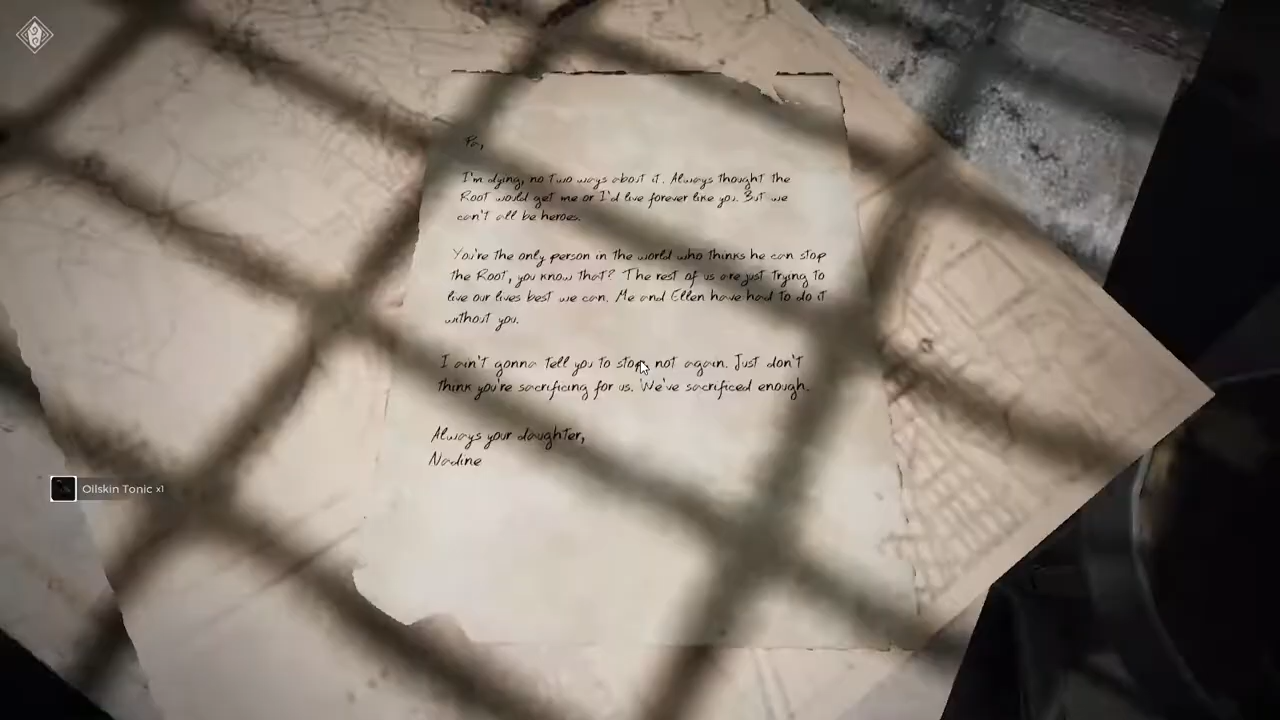 Pa,
I'm dying, no two ways about it. Always thought the
Root would get me or I'd live forever like you. But we
can't all be heroes.
You're the only person in the world who thinks he can stop
the Root, you know that? The rest of us are just trying to
live our lives best we can. Me and Ellen have had to do it
without you.
I ain't gonna tell you to stop, not again. Just don't
think you're sacrificing for us. We've sacrificed enough.
Always your daughter,
Nadine
Oilskin Tonic x1